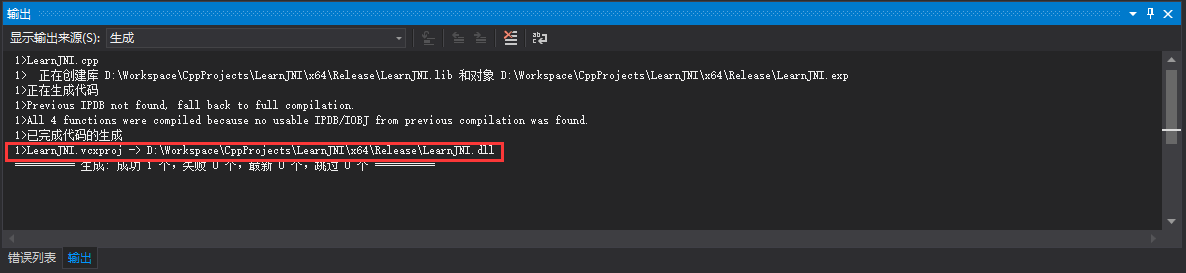 输出
显示输出来源(S): 生成
1>LearnJNI.cpp
1>  正在创建库 D:\Workspace\CppProjects\LearnJNI\x64\Release\LearnJNI.lib 和对象 D:\Workspace\CppProjects\LearnJNI\x64\Release\LearnJNI.exp
1>正在生成代码
1>Previous IPDB not found, fall back to full compilation.
1>All 4 functions were compiled because no usable IPDB/IOBJ from previous compilation was found.
1>已完成代码的生成
1>LearnJNI.vcxproj -> D:\Workspace\CppProjects\LearnJNI\x64\Release\LearnJNI.dll
========== 生成: 成功 1 个，失败 0 个，最新 0 个，跳过 0 个 ==========
错误列表 输出